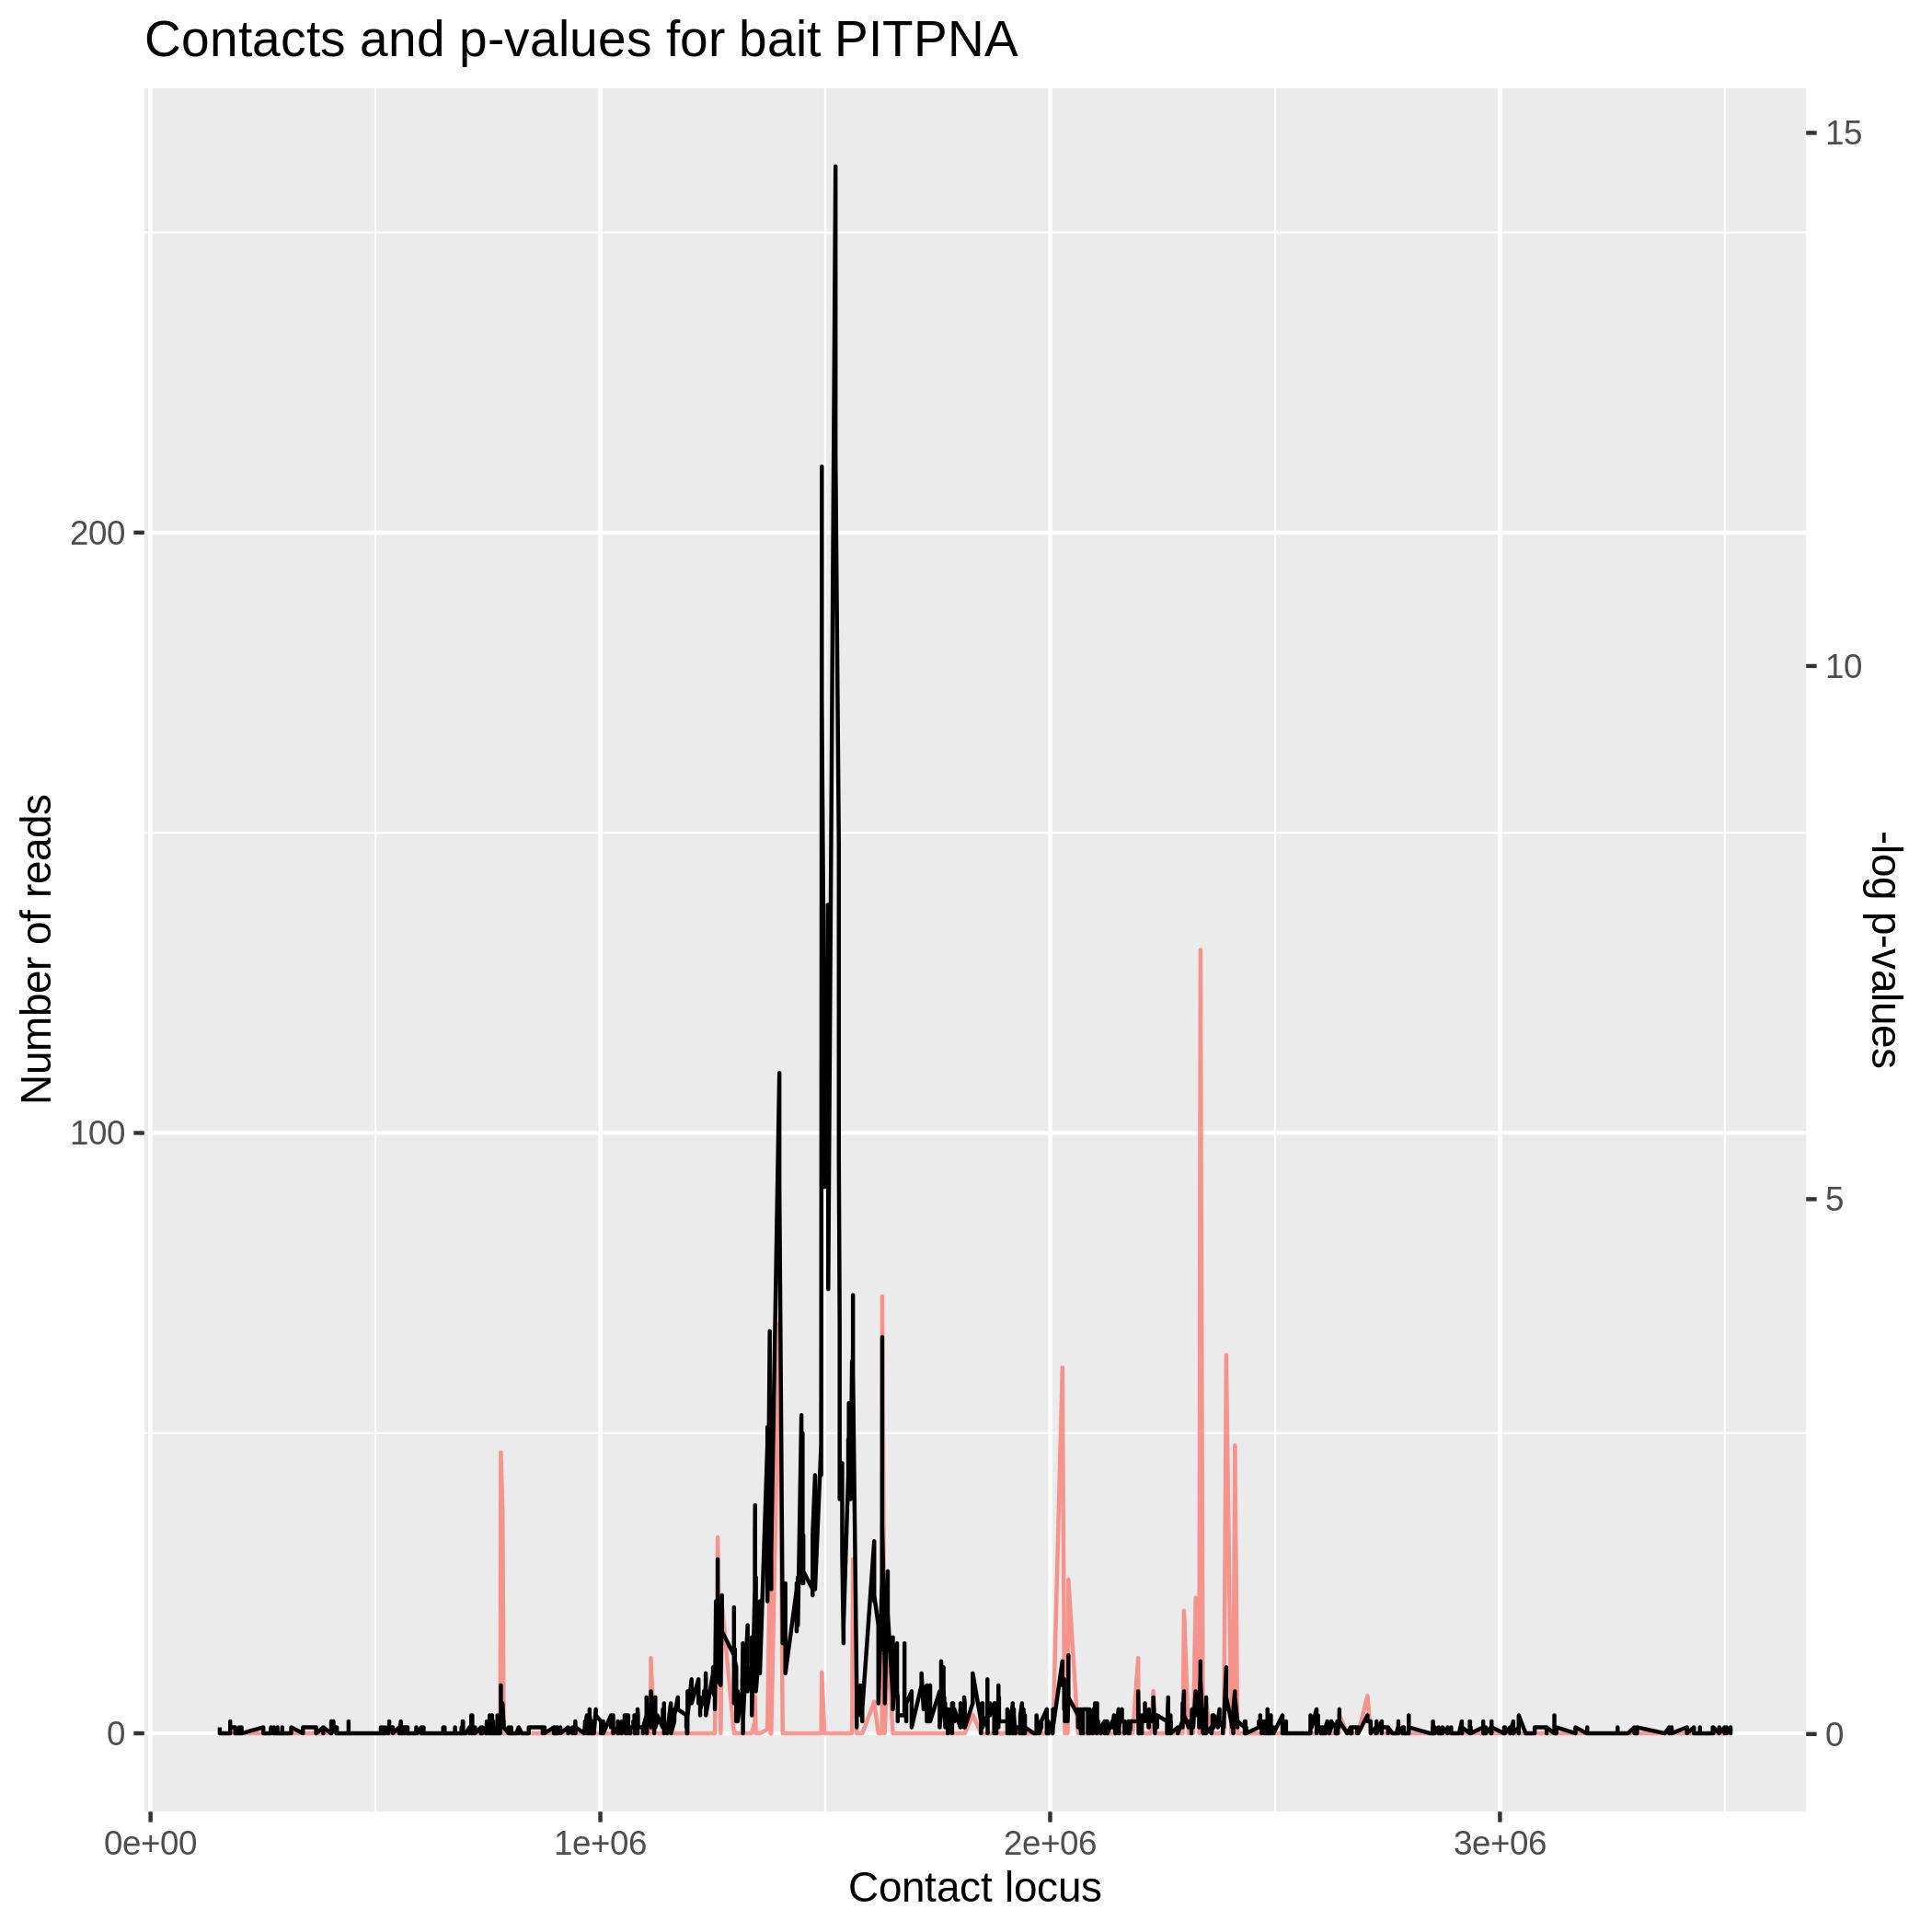 Contacts and p-values for bait PITPNA
Number of reads
200
100
0
15
10
5
0
-log p-values
0e+00
1e+06
2e+06
3e+06
Contact locus